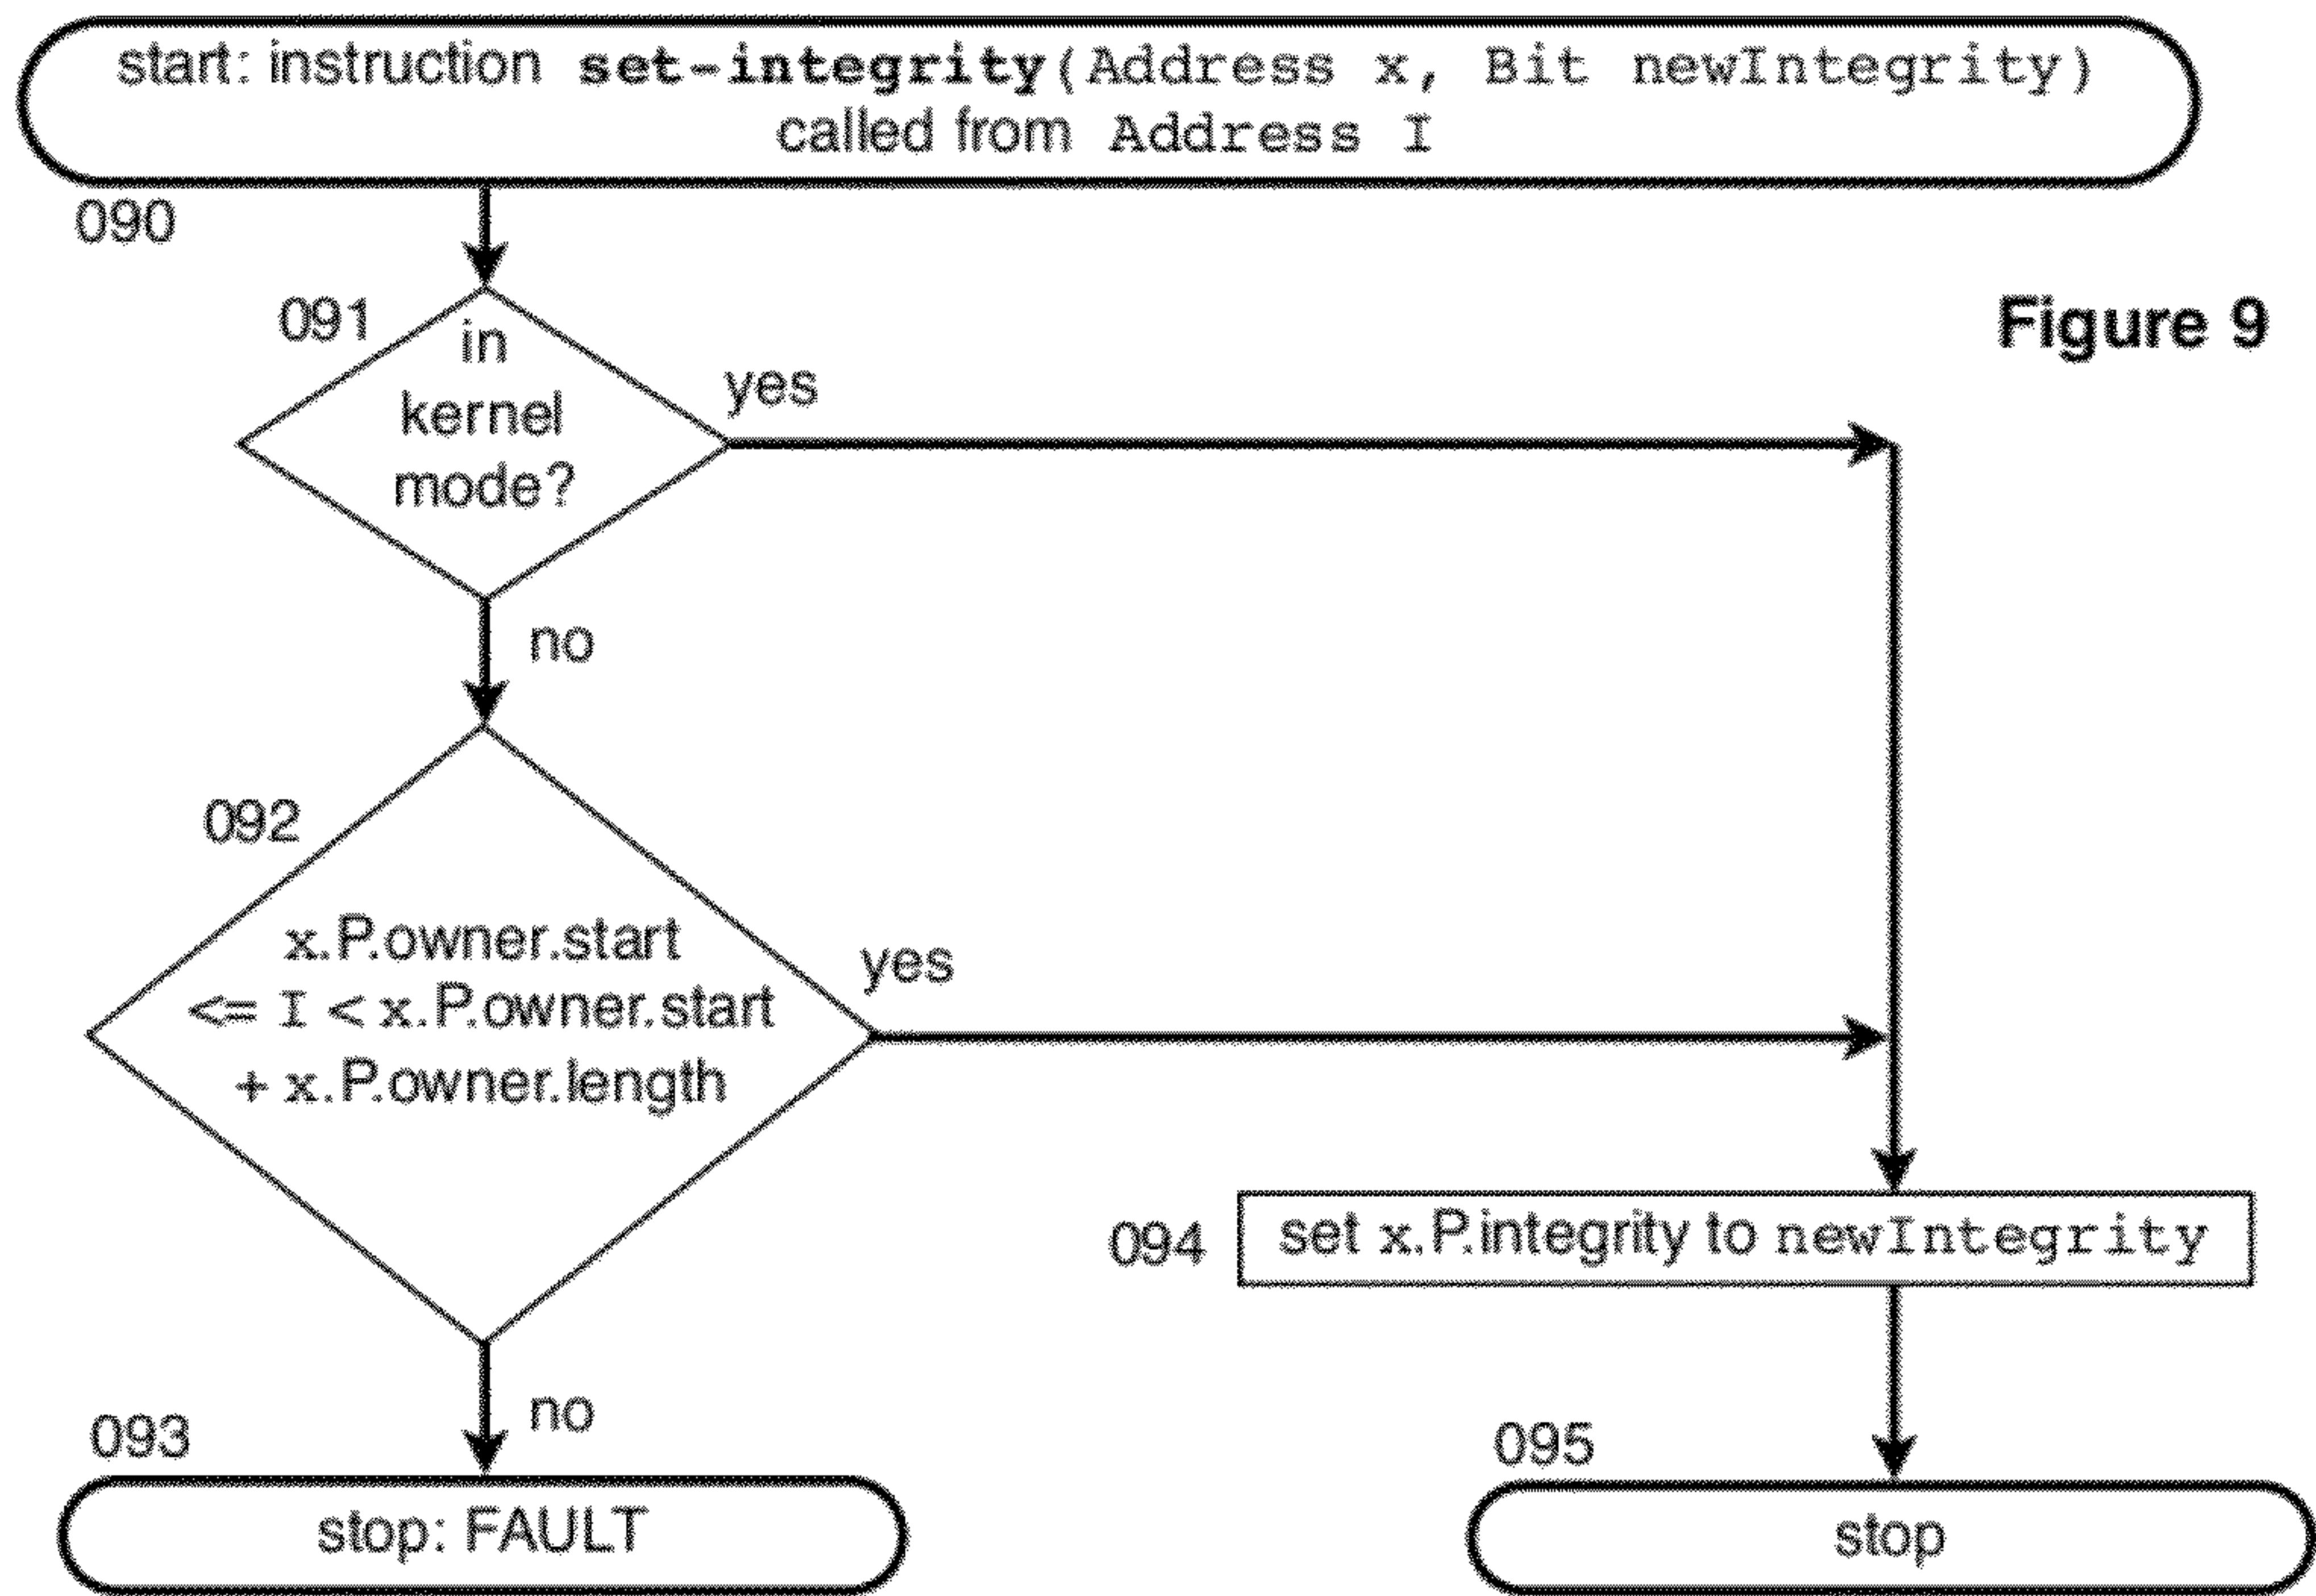 start: instruction set-integrity(Address x, Bit newIntegrity)
called from Address I
090
Figure 9
091
in
kernel
mode?
yes
no
092
x.P.owner.start
<= I < x.P.owner.start
+ x.P.owner.length
yes
094
set x.P.integrity to newIntegrity
no
093
stop: FAULT
095
stop